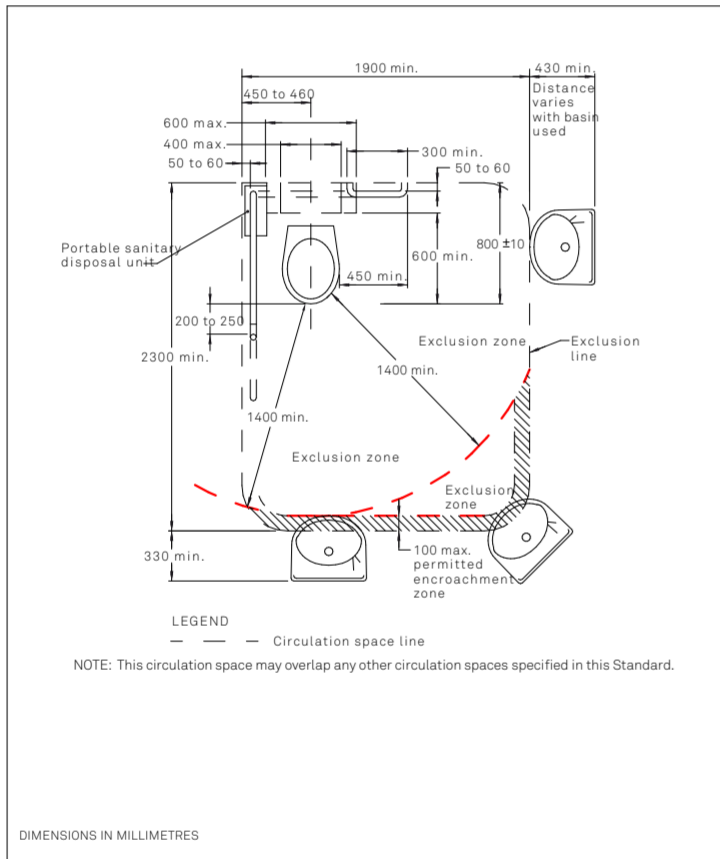 1900 min.
430 min.
450 to 460
Distance
varies
with basin
used
600 max.
400 max.
300 min.
50 to 60
50 to 60
Portable sanitary
disposal unit
600 min.
800 ±10
450 min.
200 to 250
Exclusion zone
Exclusion
line
2300 min.
1400 min.
1400 min.
Exclusion zone
Exclusion
zone
330 min.
100 max.
permitted
encroachment
zone
LEGEND
Circulation space line
NOTE: This circulation space may overlap any other circulation spaces specified in this Standard.
DIMENSIONS IN MILLIMETRES